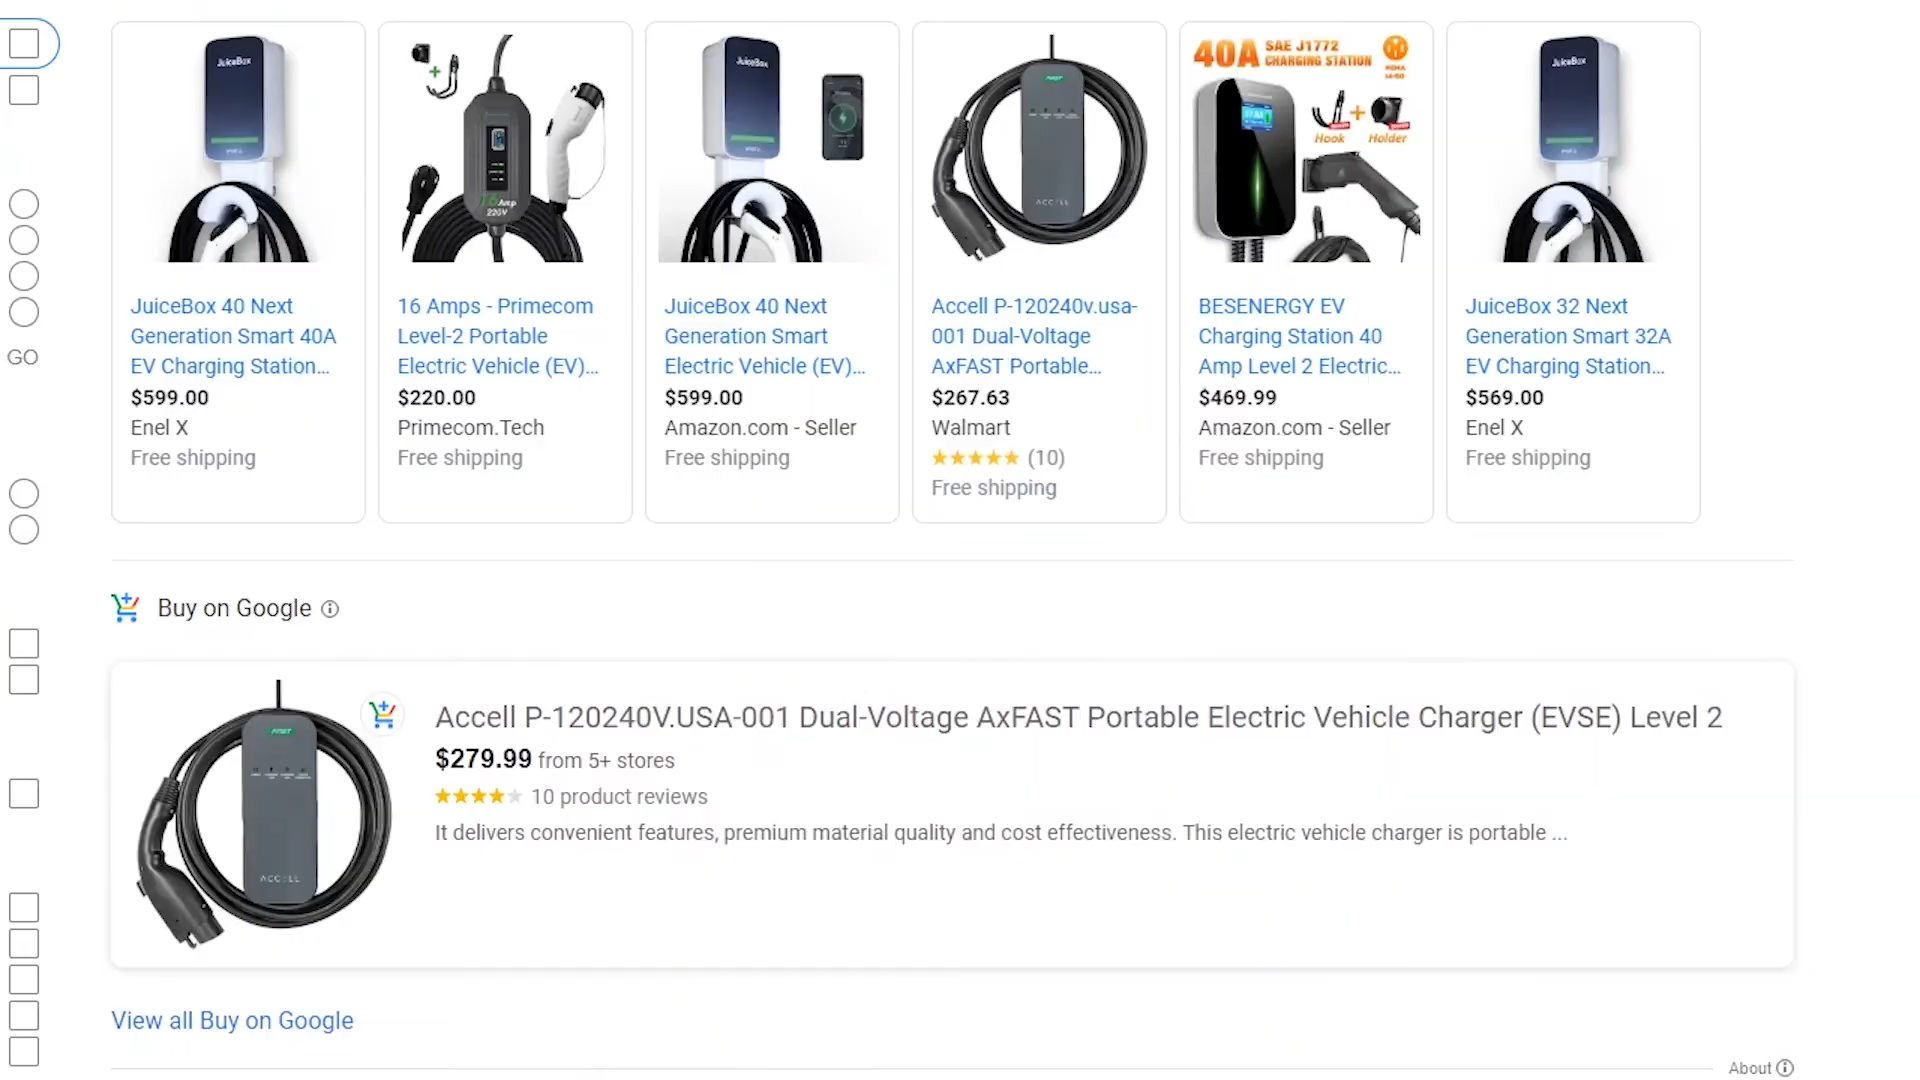 JuiceBox
16 Amp
220V
JuiceBox
FAST
ACCELL
40A SAE J1772
CHARGING STATION
Hook
Holder
JuiceBox
JuiceBox 40 Next
Generation Smart 40A
EV Charging Station...
$599.00
Enel X
Free shipping
16 Amps - Primecom
Level-2 Portable
Electric Vehicle (EV)...
$220.00
Primecom.Tech
Free shipping
JuiceBox 40 Next
Generation Smart
Electric Vehicle (EV)...
$599.00
Amazon.com - Seller
Free shipping
Accell P-120240v.usa-
001 Dual-Voltage
AxFAST Portable...
$267.63
Walmart
(10)
Free shipping
BESENERGY EV
Charging Station 40
Amp Level 2 Electric...
$469.99
Amazon.com - Seller
Free shipping
JuiceBox 32 Next
Generation Smart 32A
EV Charging Station...
$569.00
Enel X
Free shipping
GO
Buy on Google
FAST
ACCELL
Accell P-120240V.USA-001 Dual-Voltage AxFAST Portable Electric Vehicle Charger (EVSE) Level 2
$279.99 from 5+ stores
10 product reviews
It delivers convenient features, premium material quality and cost effectiveness. This electric vehicle charger is portable ...
View all Buy on Google
About